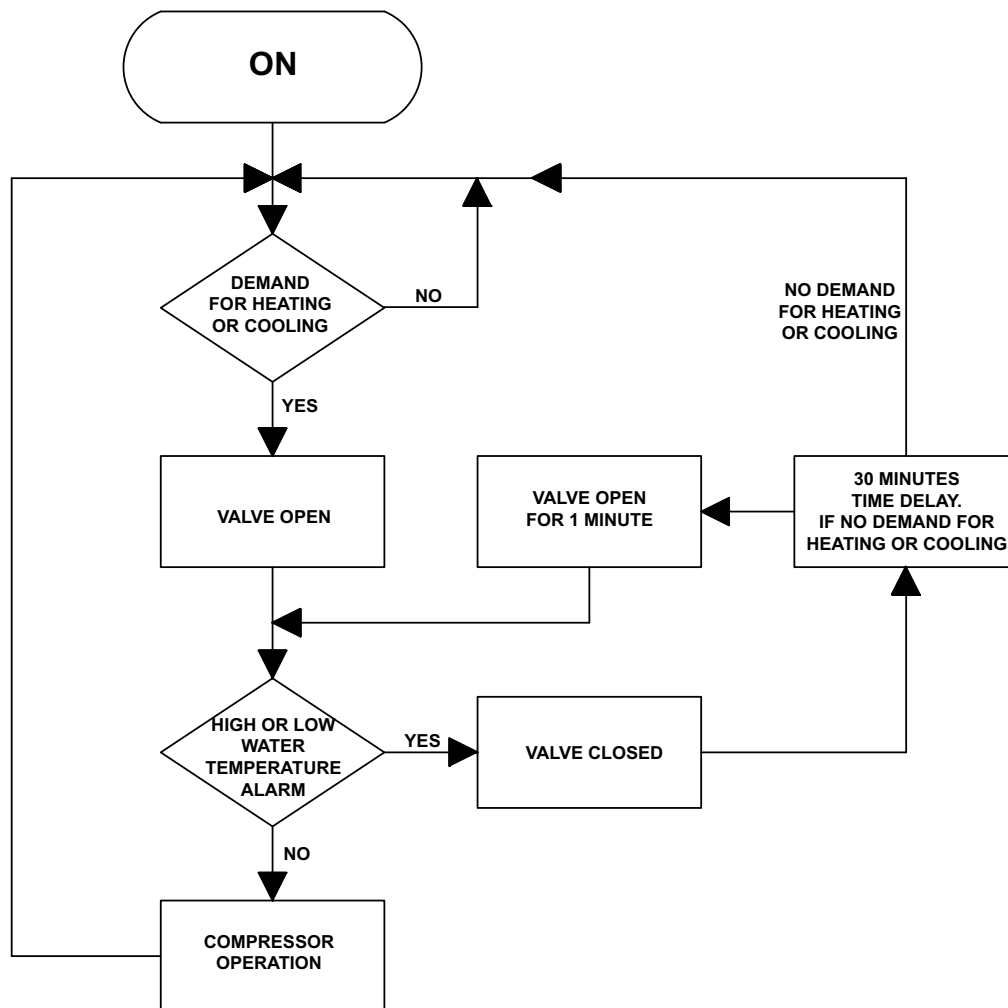 ON
DEMAND
FOR HEATING
OR COOLING
NO
NO DEMAND
FOR HEATING
OR COOLING
YES
VALVE OPEN
VALVE OPEN
FOR 1 MINUTE
30 MINUTES
TIME DELAY.
IF NO DEMAND FOR
HEATING OR COOLING
HIGH OR LOW
WATER
TEMPERATURE
ALARM
YES
VALVE CLOSED
NO
COMPRESSOR
OPERATION